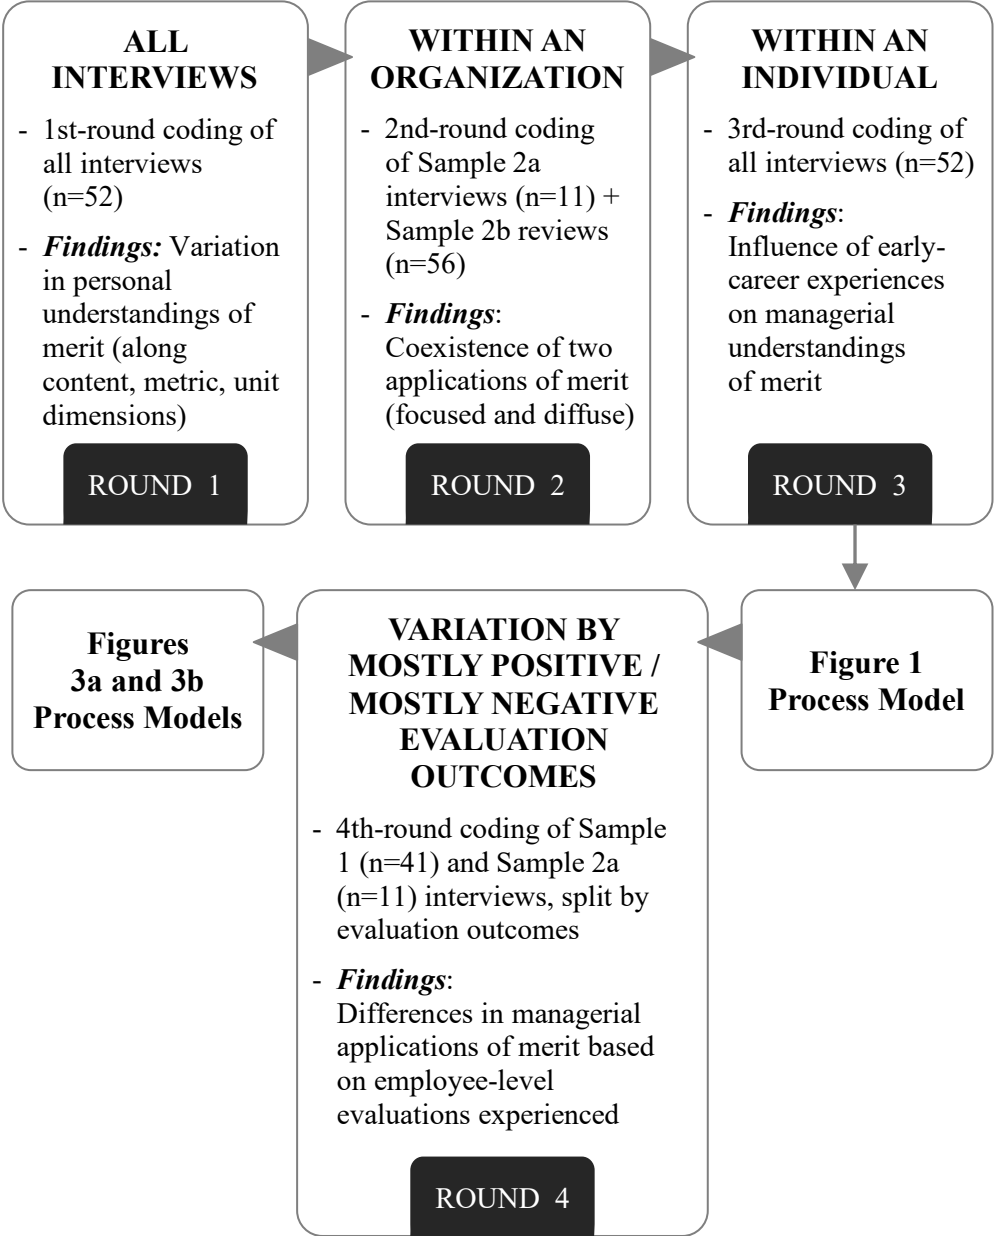 ALL
INTERVIEWS
- 1st-round coding of
all interviews
(n=52)
- Findings: Variation
in personal
understandings of
merit (along
content, metric, unit
dimensions)
ROUND 1
WITHIN AN
ORGANIZATION
- 2nd-round coding
of Sample 2a
interviews (n=11) +
Sample 2b reviews
(n=56)
- Findings:
Coexistence of two
applications of merit
(focused and diffuse)
ROUND 2
WITHIN AN
INDIVIDUAL
- 3rd-round coding of
all interviews (n=52)
- Findings:
Influence of early-
career experiences
on managerial
understandings
of merit
ROUND 3
Figure 1
Process Model
VARIATION BY
MOSTLY POSITIVE /
MOSTLY NEGATIVE
EVALUATION
OUTCOMES
- 4th-round coding of Sample
1 (n=41) and Sample 2a
(n=11) interviews, split by
evaluation outcomes
- Findings:
Differences in managerial
applications of merit based
on employee-level
evaluations experienced
ROUND 4
Figures
3a and 3b
Process Models